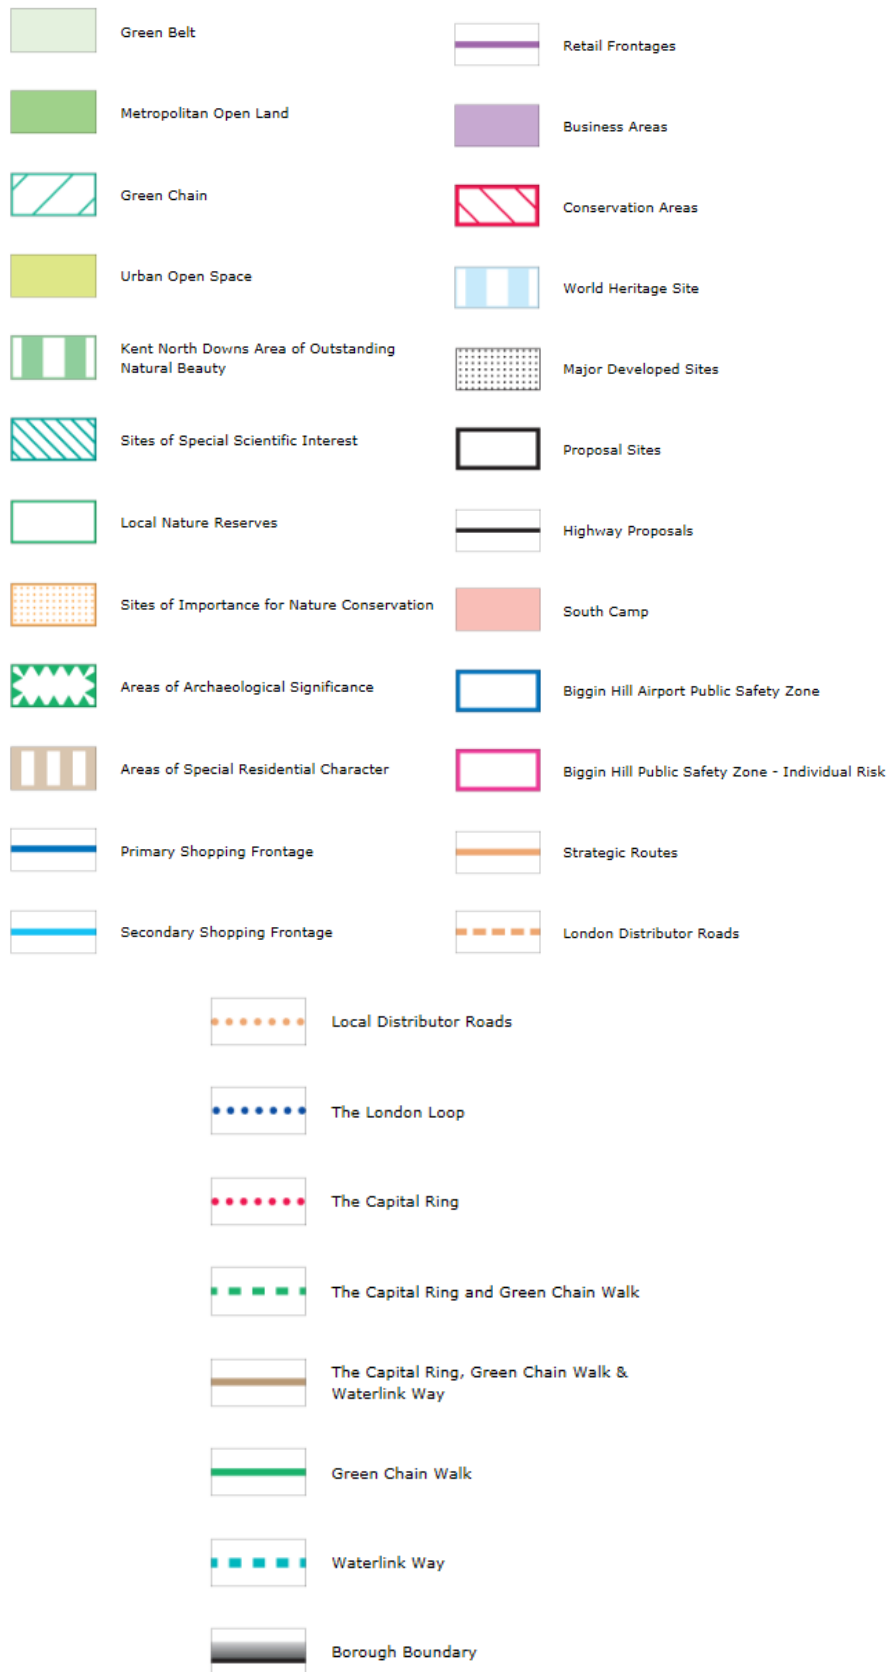 Green Belt
Metropolitan Open Land
Green Chain
Urban Open Space
Kent North Downs Area of Outstanding
Natural Beauty
Sites of Special Scientific Interest
Local Nature Reserves
Sites of Importance for Nature Conservation
Areas of Archaeological Significance
Areas of Special Residential Character
Primary Shopping Frontage
Secondary Shopping Frontage
Retail Frontages
Business Areas
Conservation Areas
World Heritage Site
Major Developed Sites
Proposal Sites
Highway Proposals
South Camp
Biggin Hill Airport Public Safety Zone
Biggin Hill Public Safety Zone - Individual Risk
Strategic Routes
London Distributor Roads
Local Distributor Roads
The London Loop
The Capital Ring
The Capital Ring and Green Chain Walk
The Capital Ring, Green Chain Walk &
Waterlink Way
Green Chain Walk
Waterlink Way
Borough Boundary